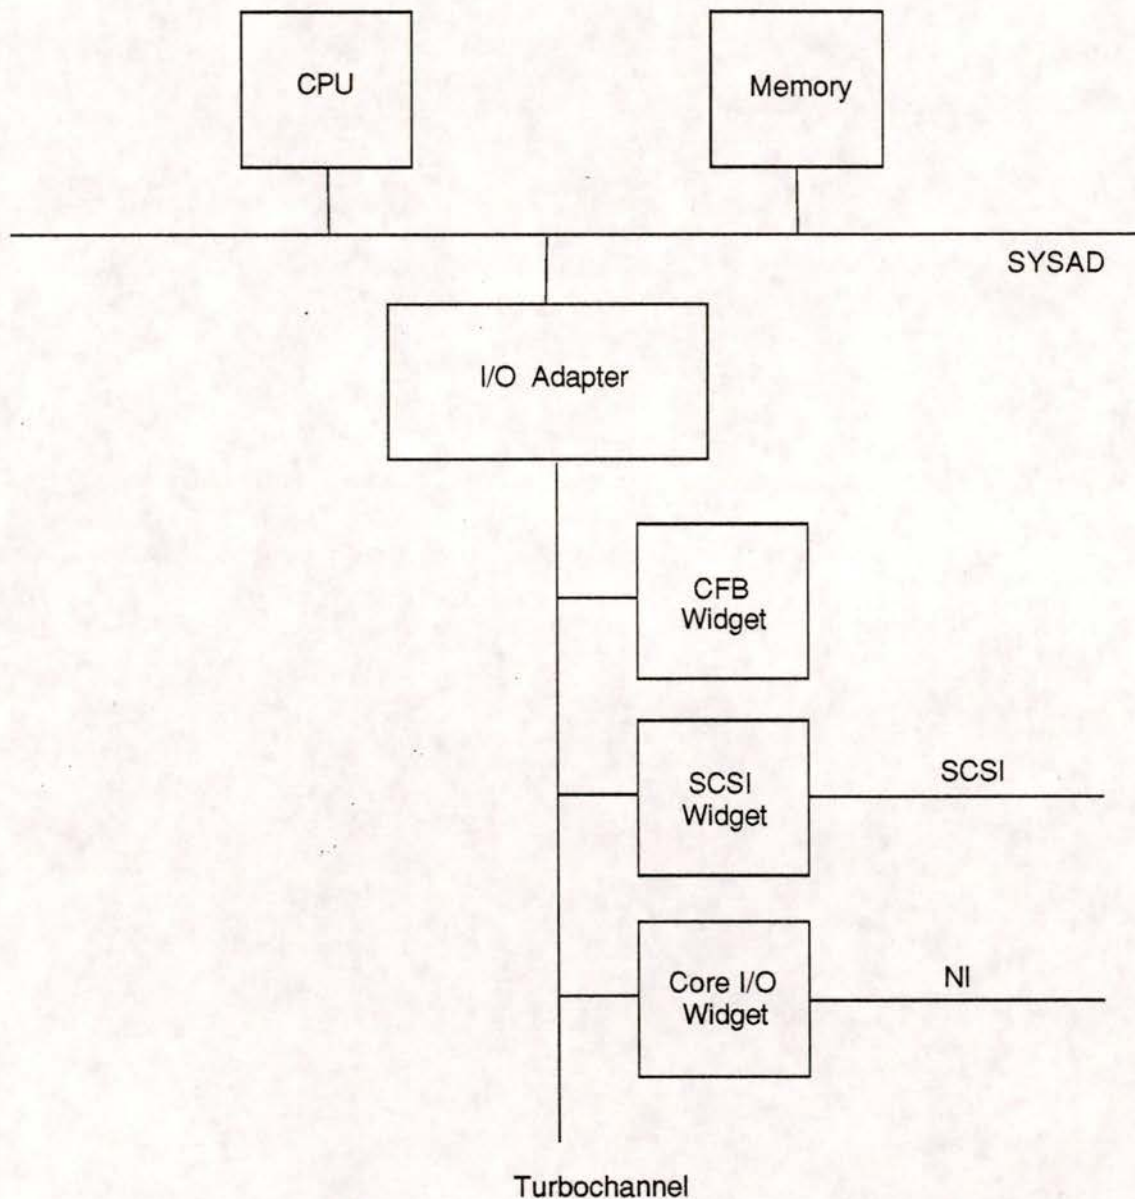 CPU
Memory
SYSAD
I/O Adapter
CFB
Widget
SCSI
Widget
SCSI
Core I/O
Widget
NI
Turbochannel